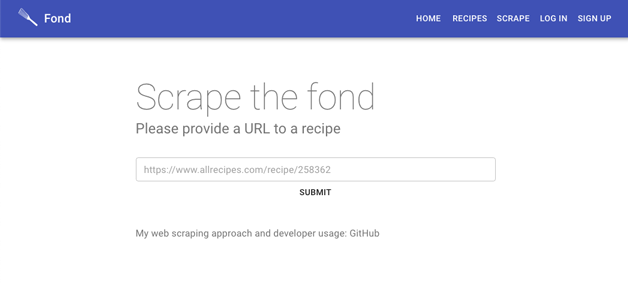 Fond
HOME RECIPES SCRAPE LOG IN SIGN UP
Scrape the fond
Please provide a URL to a recipe
https://www.allrecipes.com/recipe/258362
SUBMIT
My web scraping approach and developer usage: GitHub